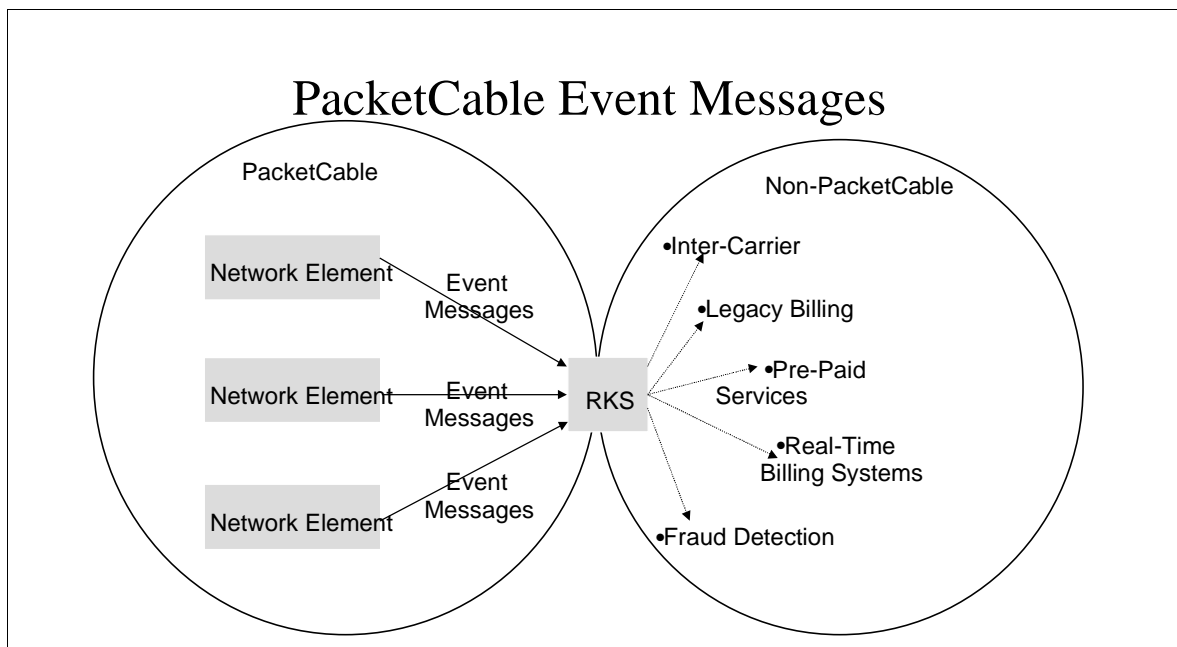 PacketCable Event Messages
PacketCable
Non-PacketCable
Network Element
Event
Messages
Network Element
Event
Messages
Network Element
Event
Messages
RKS
•Inter-Carrier
•Legacy Billing
•Pre-Paid
Services
•Real-Time
Billing Systems
•Fraud Detection